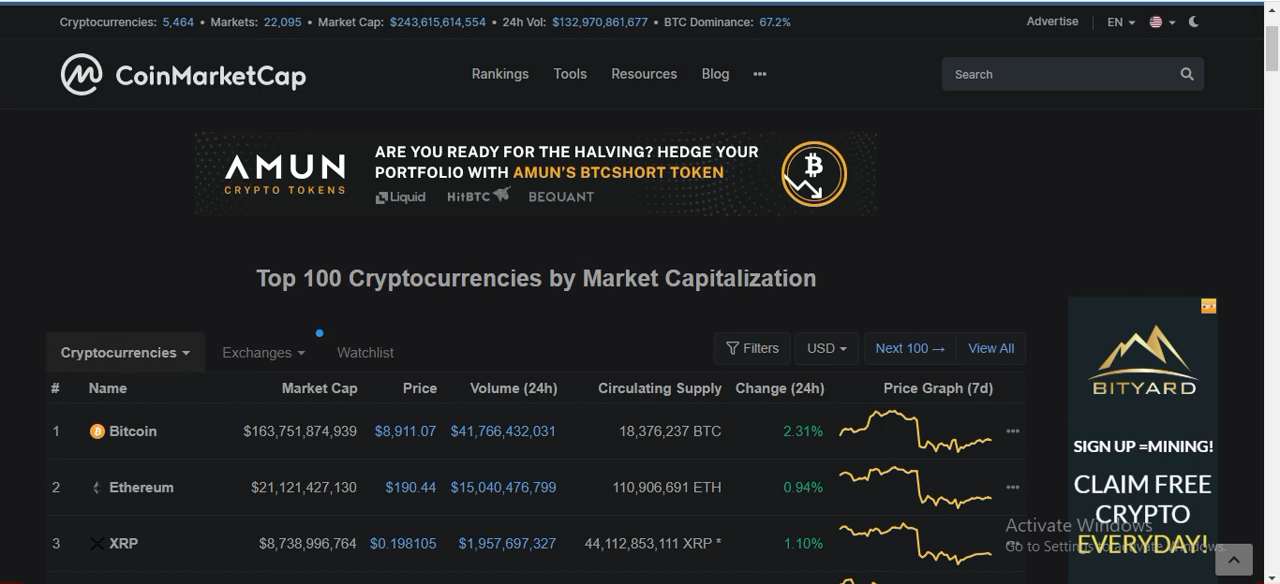 Cryptocurrencies: 5,464 • Markets: 22,095 • Market Cap: $243,615,614,554 • 24h Vol: $132,970,861,677 • BTC Dominance: 67.2%
Advertise EN
CoinMarketCap
Rankings Tools Resources Blog •••
Search
AMUN
CRYPTO TOKENS
ARE YOU READY FOR THE HALVING? HEDGE YOUR
PORTFOLIO WITH AMUN'S BTCSHORT TOKEN
Liquid HitBTC BEQUANT
Top 100 Cryptocurrencies by Market Capitalization
Cryptocurrencies Exchanges Watchlist
Filters USD Next 100 → View All
# Name Market Cap Price Volume (24h) Circulating Supply Change (24h) Price Graph (7d)
1 Bitcoin $163,751,874,939 $8,911.07 $41,766,432,031 18,376,237 BTC 2.31%
2 Ethereum $21,121,427,130 $190.44 $15,040,476,799 110,906,691 ETH 0.94%
3 XRP $8,738,996,764 $0.198105 $1,957,697,327 44,112,853,111 XRP * 1.10%
BITYARD
SIGN UP =MINING!
CLAIM FREE
CRYPTO
EVERYDAY!
Activate Windows
Go to Settings to activate Windows.